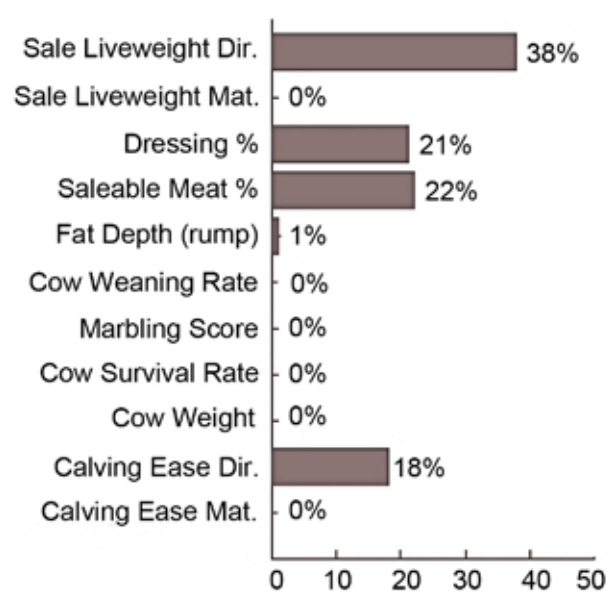 Sale Liveweight Dir. 38%
Sale Liveweight Mat. 0%
Dressing % 21%
Saleable Meat % 22%
Fat Depth (rump) 1%
Cow Weaning Rate 0%
Marbling Score 0%
Cow Survival Rate 0%
Cow Weight 0%
Calving Ease Dir. 18%
Calving Ease Mat. 0%
0 10 20 30 40 50